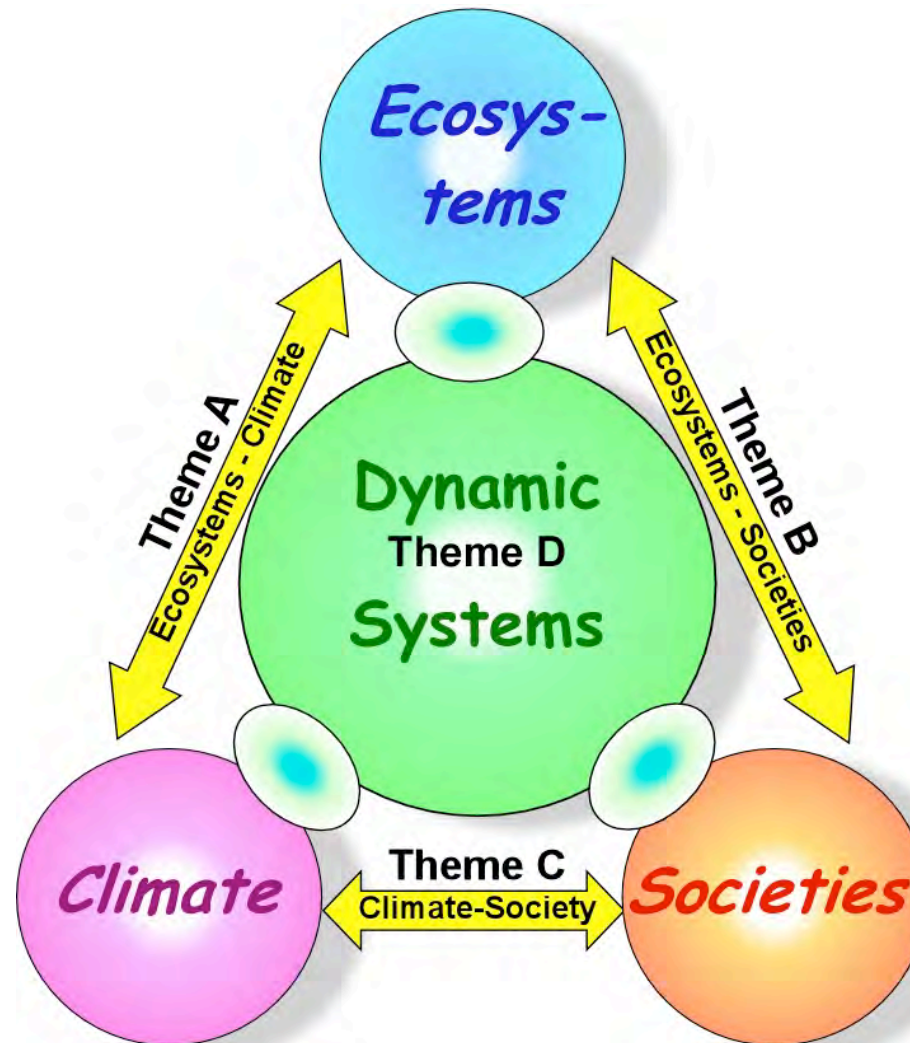 Ecosys-
tems
Theme A
Ecosystems - Climate
Theme B
Ecosystems - Societies
Dynamic
Theme D
Systems
Climate
Theme C
Climate-Society
Societies